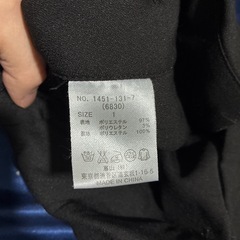 NO. 1451-131-7
(6830)
SIZE 1
表地 ポリエステル 97%
ポリウレタン 3%
裏地 ポリエステル 100%
MADE IN CHINA